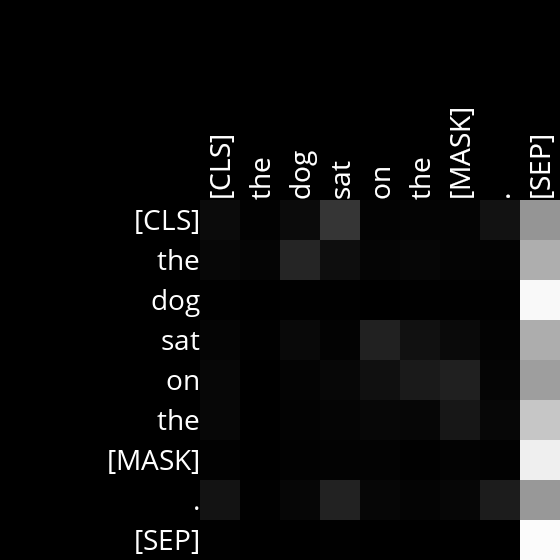 [CLS] the dog sat on the [MASK] . [SEP]
[CLS]
the
dog
sat
on
the
[MASK]
.
[SEP]